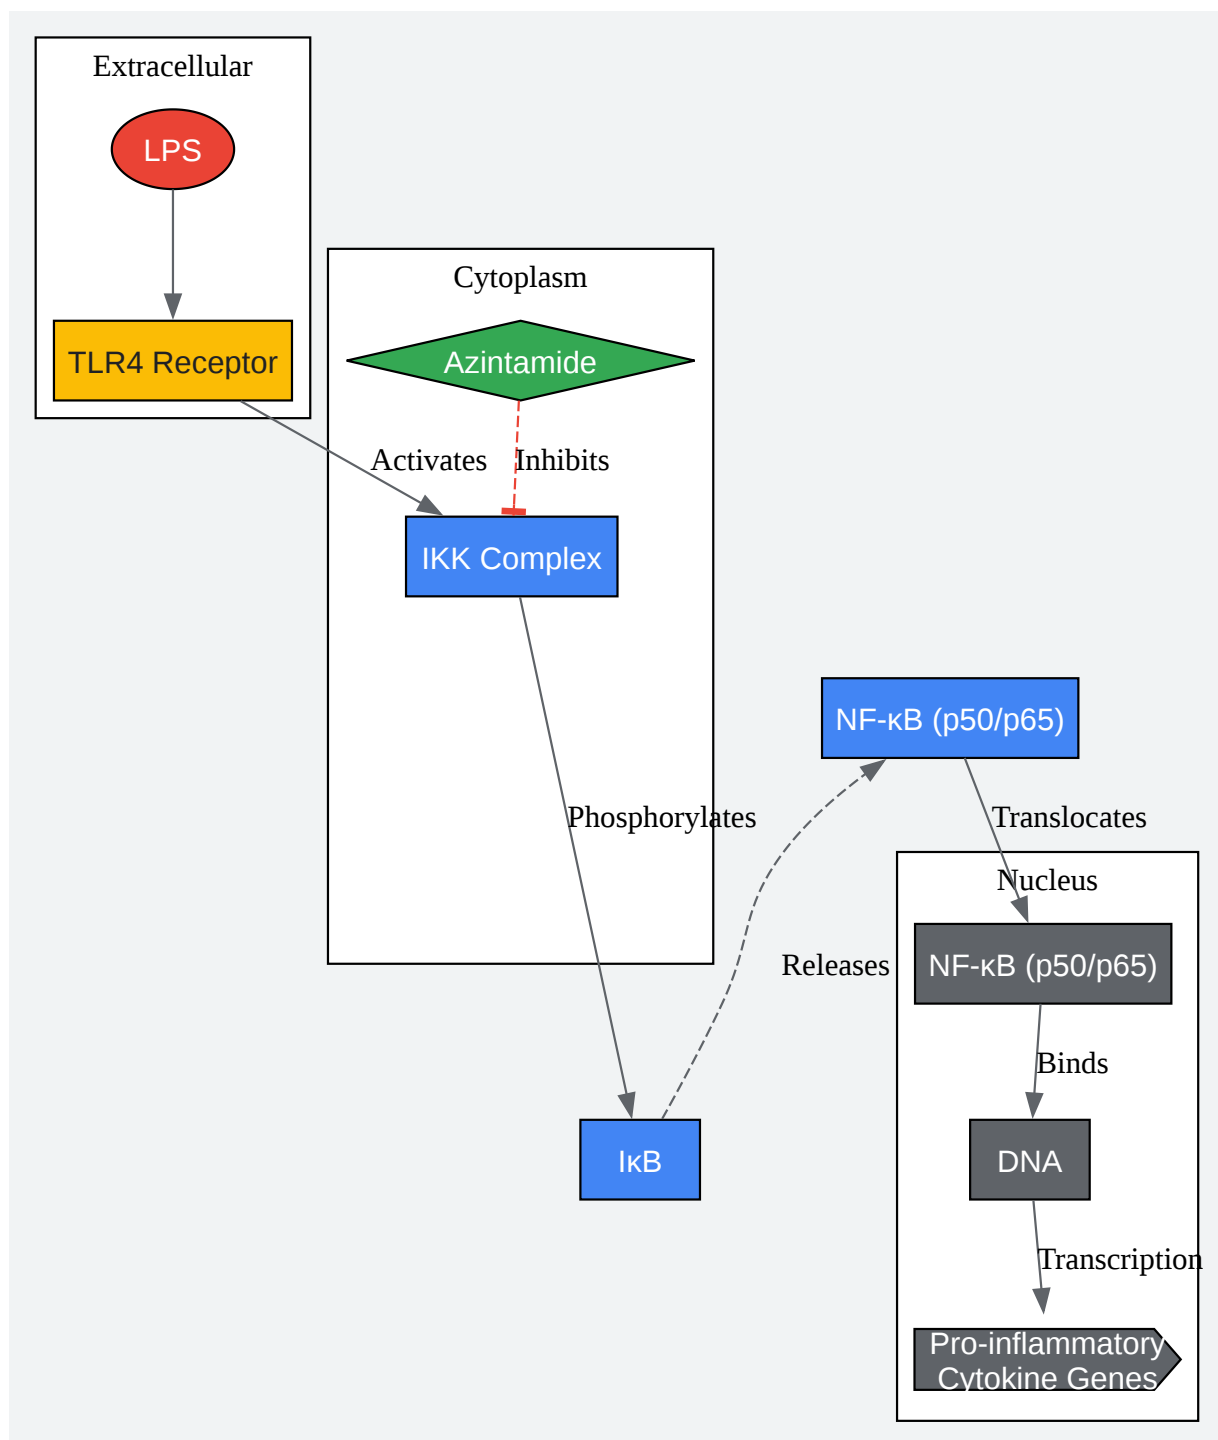 Extracellular
LPS
TLR4 Receptor
Cytoplasm
Azintamide
Activates
Inhibits
IKK Complex
Phosphorylates
NF-κB (p50/p65)
Translocates
Nucleus
NF-κB (p50/p65)
Releases
Binds
IκB
DNA
Transcription
Pro-inflammatory
Cytokine Genes